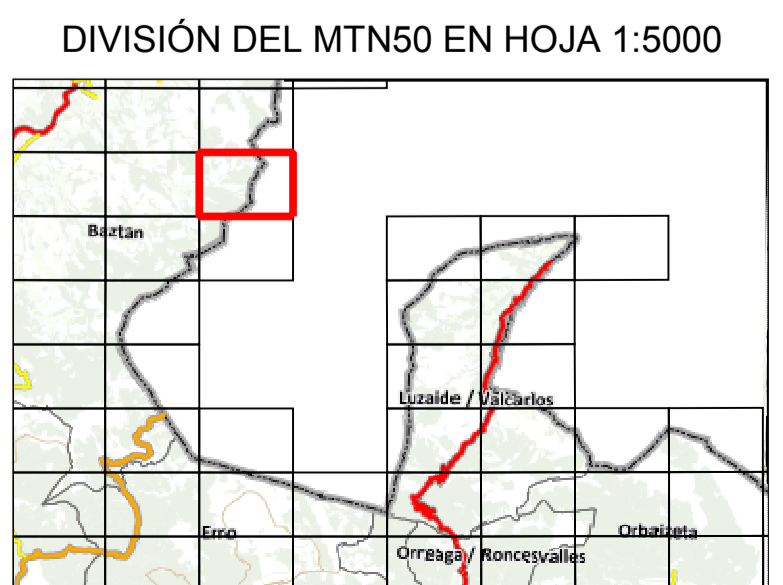 DIVISIÓN DEL MTN50 EN HOJA 1:5000
Baztan
Luzaide / Valcarlos
Erro
Orbaizeta
Orreaga / Roncesvalles